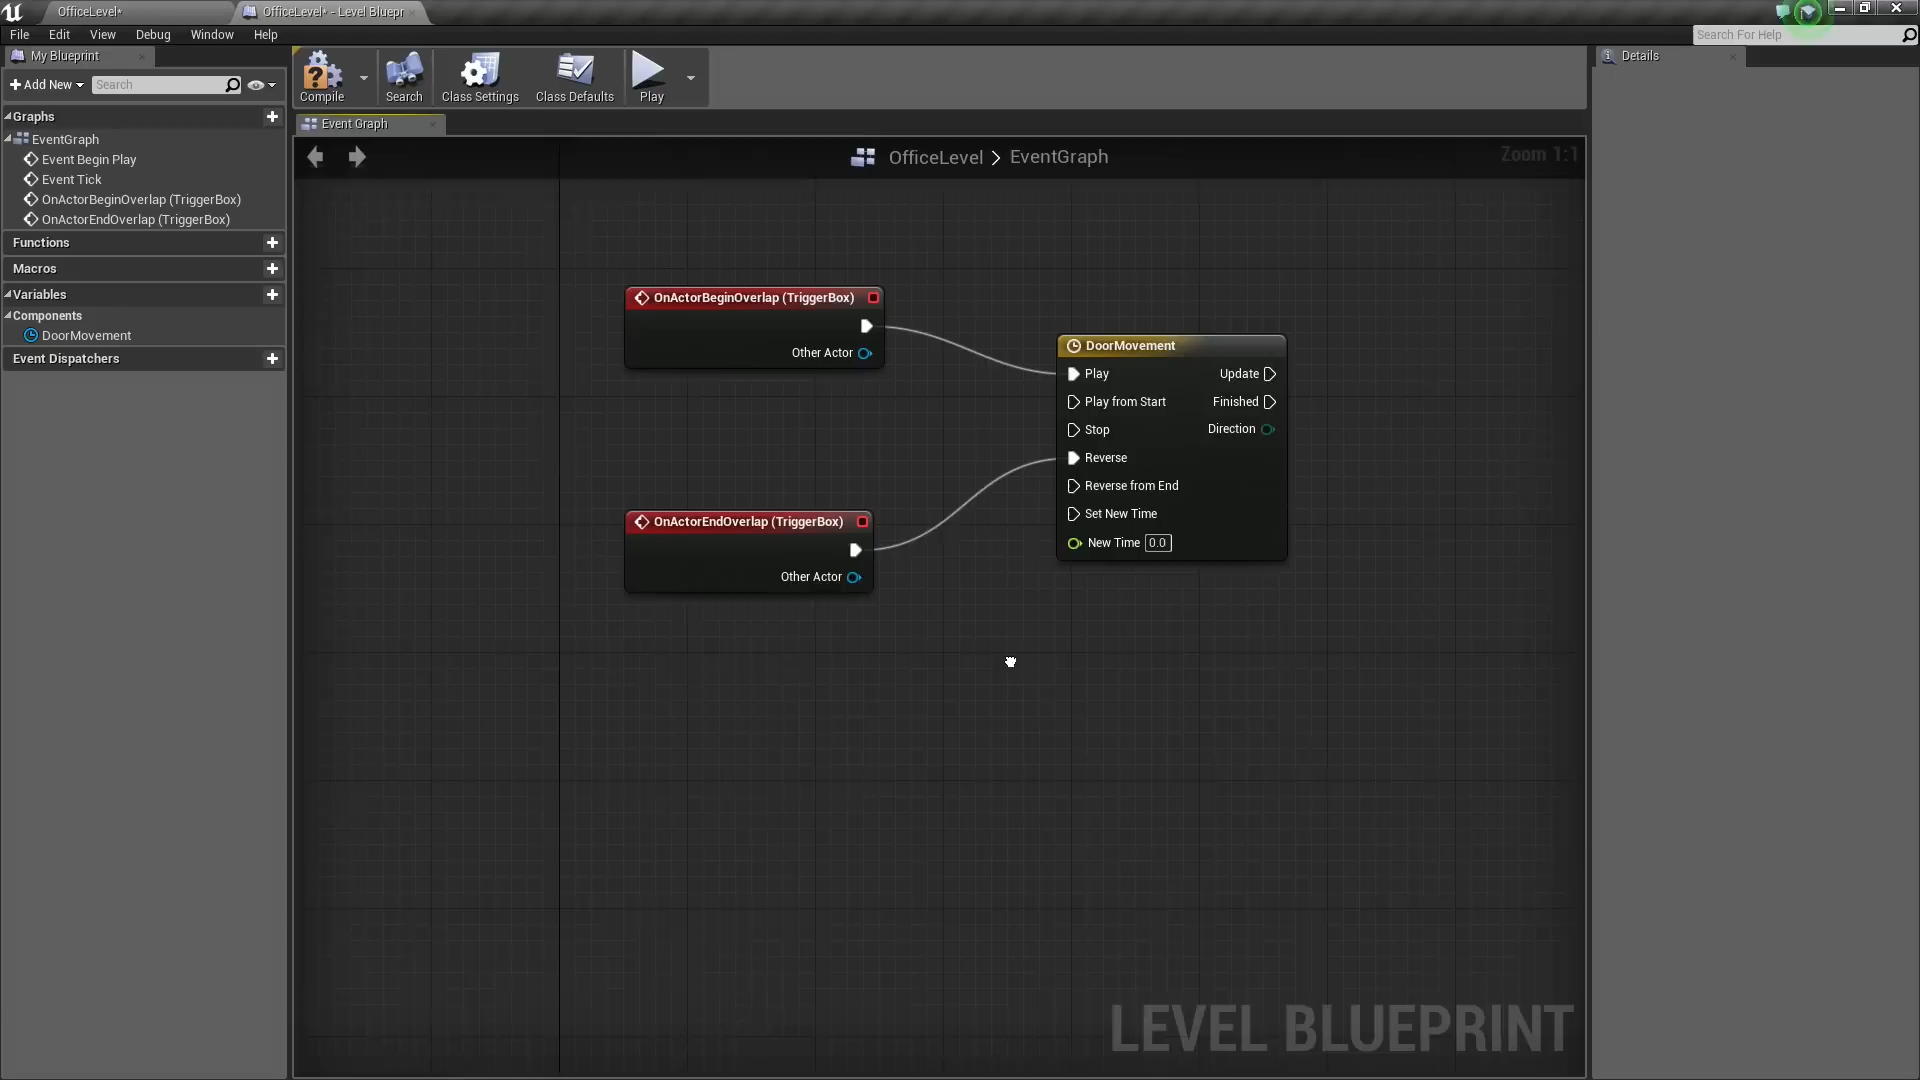 OfficeLevel*
OfficeLevel* - Level Bluepr
File Edit View Debug Window Help
Search For Help
My Blueprint
Add New
Search
Compile
Search
Class Settings
Class Defaults
Play
Details
Graphs
EventGraph
Event Begin Play
Event Tick
OnActorBeginOverlap (TriggerBox)
OnActorEndOverlap (TriggerBox)
Functions
Macros
Variables
Components
DoorMovement
Event Dispatchers
Event Graph
OfficeLevel > EventGraph
Zoom 1:1
OnActorBeginOverlap (TriggerBox)
Other Actor
OnActorEndOverlap (TriggerBox)
Other Actor
DoorMovement
Play Update
Play from Start Finished
Stop Direction
Reverse
Reverse from End
Set New Time
New Time 0.0
LEVEL BLUEPRINT